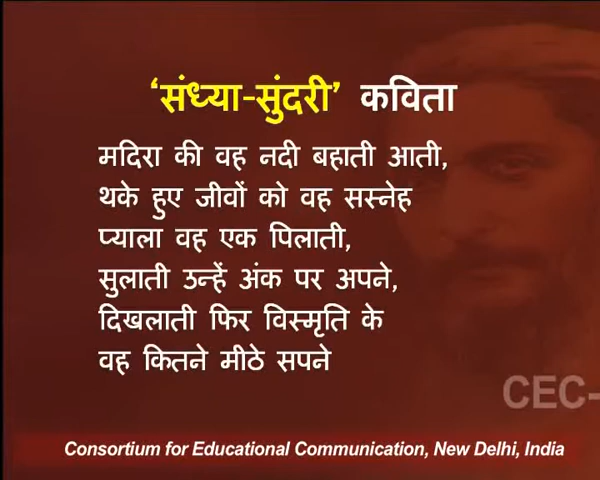 ‘संध्या-सुंदरी’ कविता
मदिरा की वह नदी बहाती आती,
थके हुए जीवों को वह सस्नेह
प्याला वह एक पिलाती,
सुलाती उन्हें अंक पर अपने,
दिखलाती फिर विस्मृति के
वह कितने मीठे सपने
CEC-
Consortium for Educational Communication, New Delhi, India